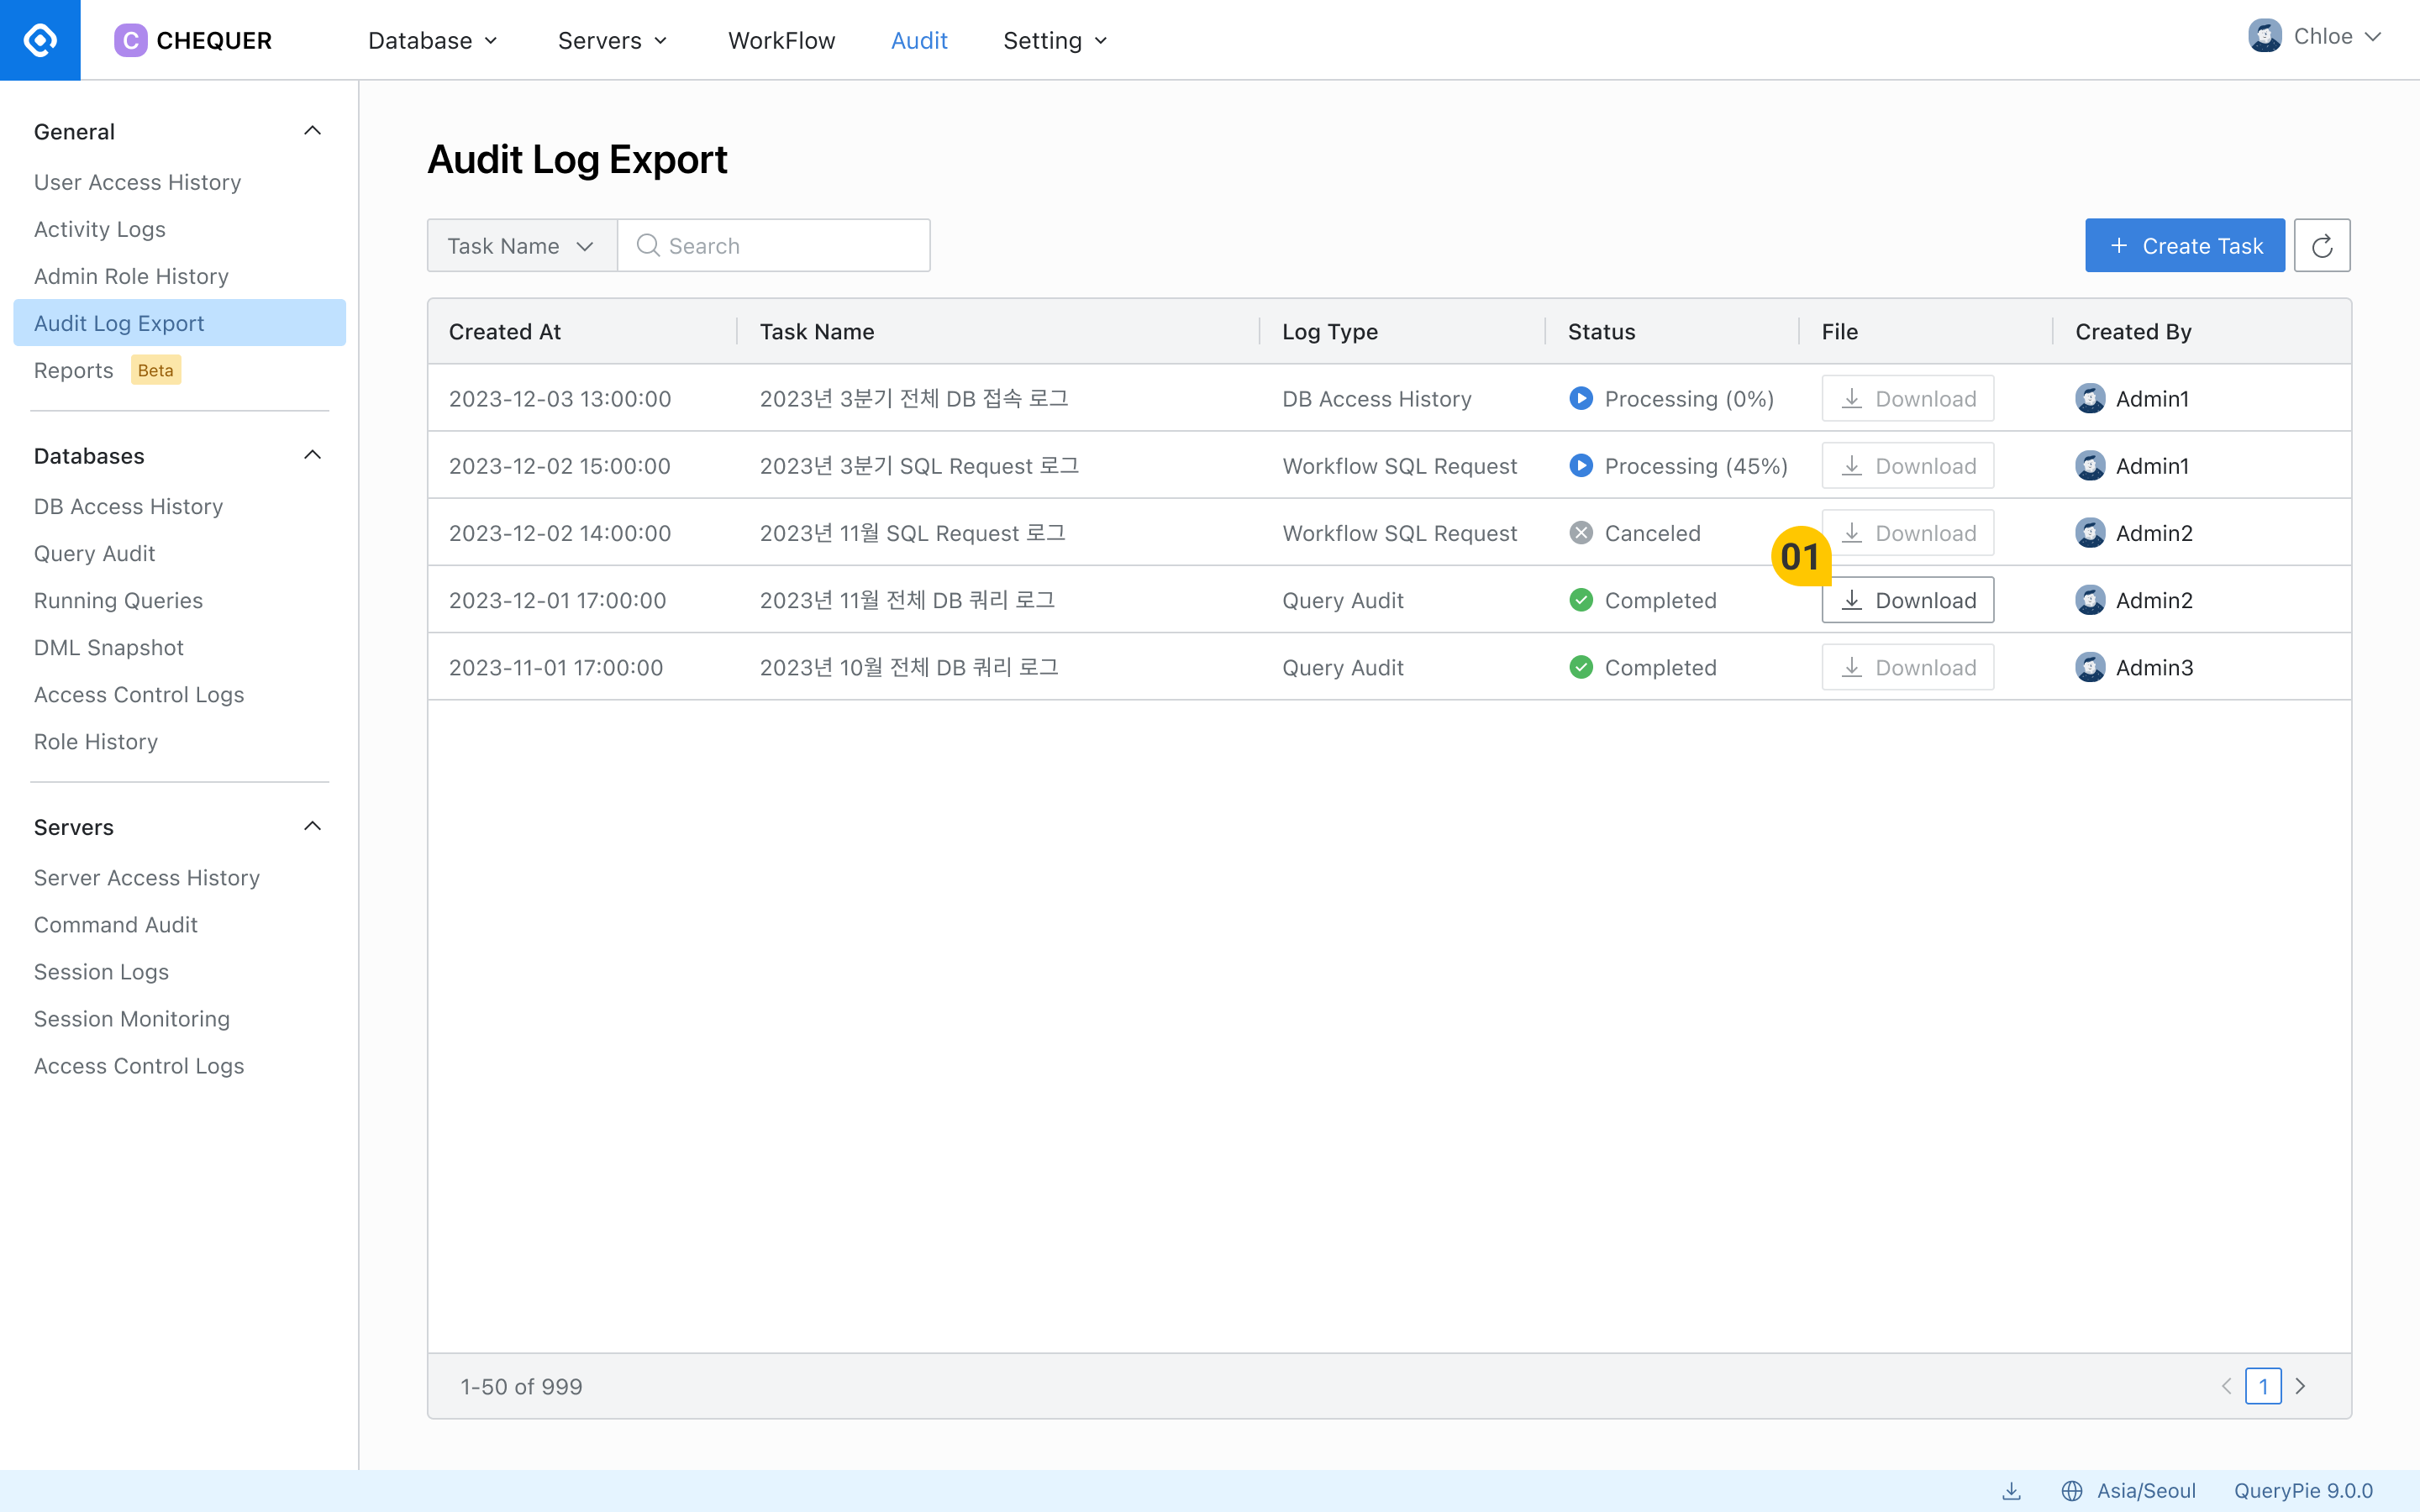 C CHEQUER Database Servers WorkFlow Audit Setting Chloe
General
User Access History
Activity Logs
Admin Role History
Audit Log Export
Reports Beta
Databases
DB Access History
Query Audit
Running Queries
DML Snapshot
Access Control Logs
Role History
Servers
Server Access History
Command Audit
Session Logs
Session Monitoring
Access Control Logs
Audit Log Export
Task Name Search + Create Task
Created At Task Name Log Type Status File Created By
2023-12-03 13:00:00 2023년 3분기 전체 DB 접속 로그 DB Access History Processing (0%) Download Admin1
2023-12-02 15:00:00 2023년 3분기 SQL Request 로그 Workflow SQL Request Processing (45%) Download Admin1
2023-12-02 14:00:00 2023년 11월 SQL Request 로그 Workflow SQL Request Canceled Download Admin2
01
2023-12-01 17:00:00 2023년 11월 전체 DB 쿼리 로그 Query Audit Completed Download Admin2
2023-11-01 17:00:00 2023년 10월 전체 DB 쿼리 로그 Query Audit Completed Download Admin3
1-50 of 999 1
Asia/Seoul QueryPie 9.0.0